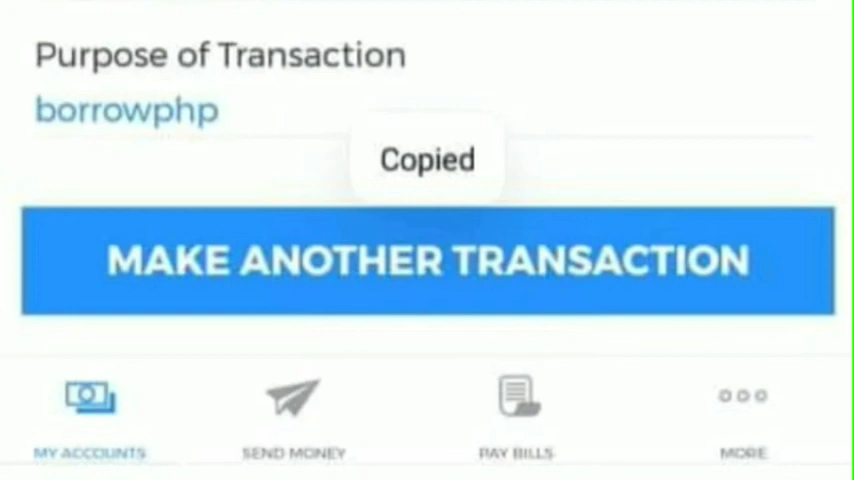 Purpose of Transaction
borrowphp
Copied
MAKE ANOTHER TRANSACTION
MY ACCOUNTS
SEND MONEY
PAY BILLS
MORE